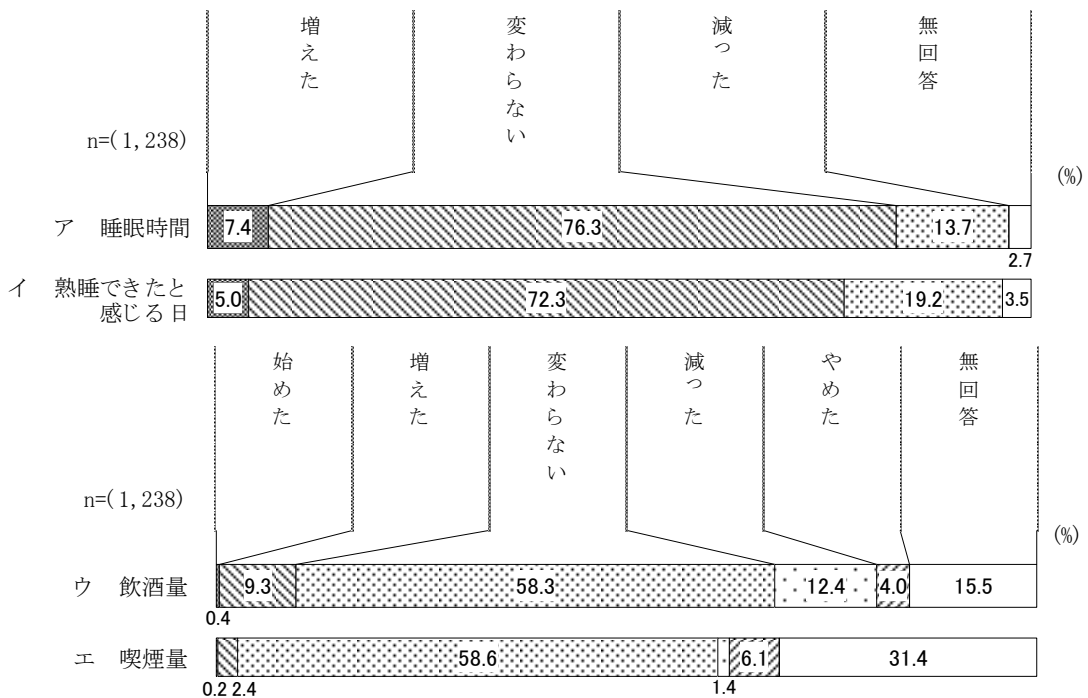 増えた
変わらない
減った
無回答
n=(1,238)
(%)
ア 睡眠時間
7.4
76.3
13.7
2.7
イ 熟睡できたと
感じる日
5.0
72.3
19.2
3.5
始めた
増えた
変わらない
減った
やめた
無回答
n=(1,238)
(%)
ウ 飲酒量
0.4
9.3
58.3
12.4
4.0
15.5
エ 喫煙量
0.2
2.4
58.6
1.4
6.1
31.4